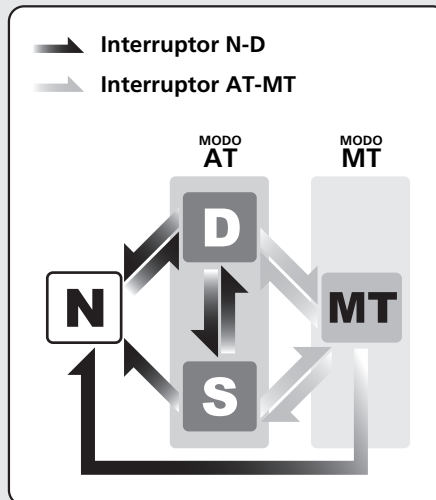 Interruptor N-D
Interruptor AT-MT
MODO
AT
MODO
MT
D
N
MT
S